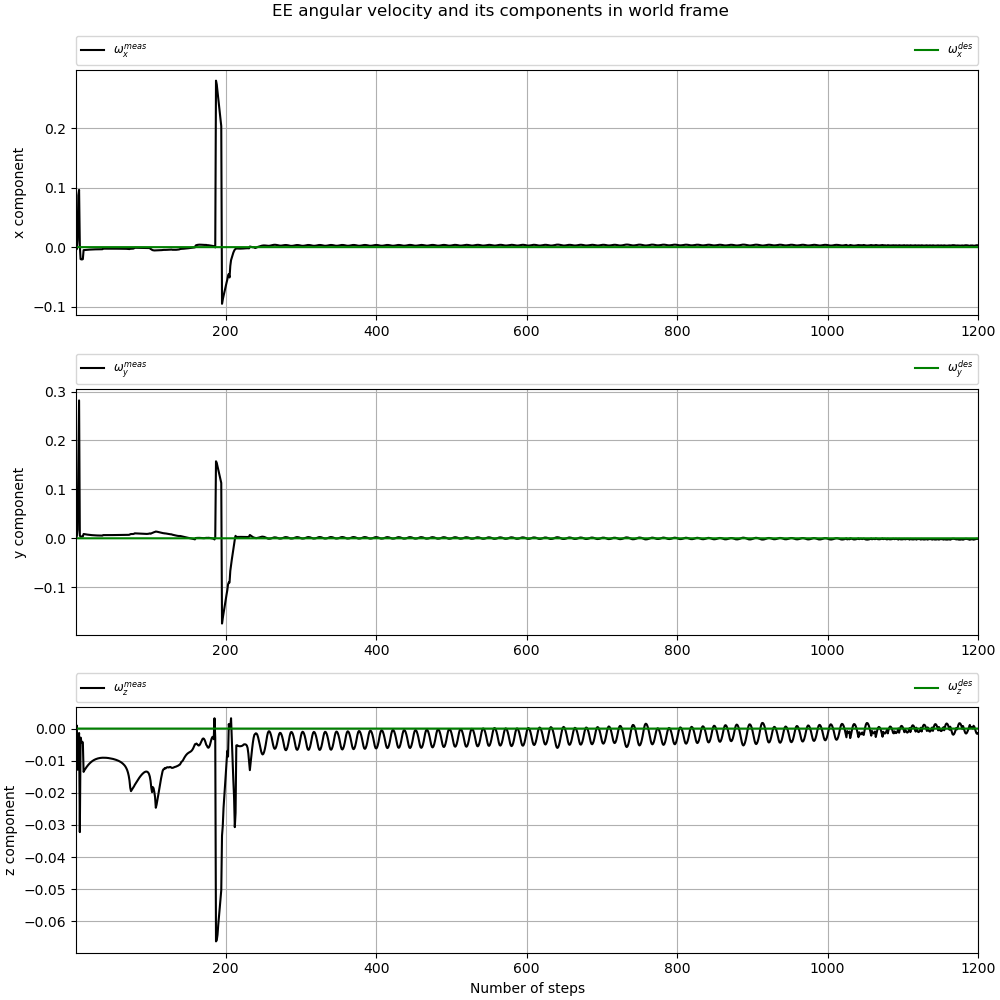 EE angular velocity and its components in world frame
ω_x^meas ω_x^des
0.2
0.1
0.0
−0.1
x component
200 400 600 800 1000 1200
ω_y^meas ω_y^des
0.3
0.2
0.1
0.0
−0.1
y component
200 400 600 800 1000 1200
ω_z^meas ω_z^des
0.00
−0.01
−0.02
−0.03
−0.04
−0.05
−0.06
z component
200 400 600 800 1000 1200
Number of steps